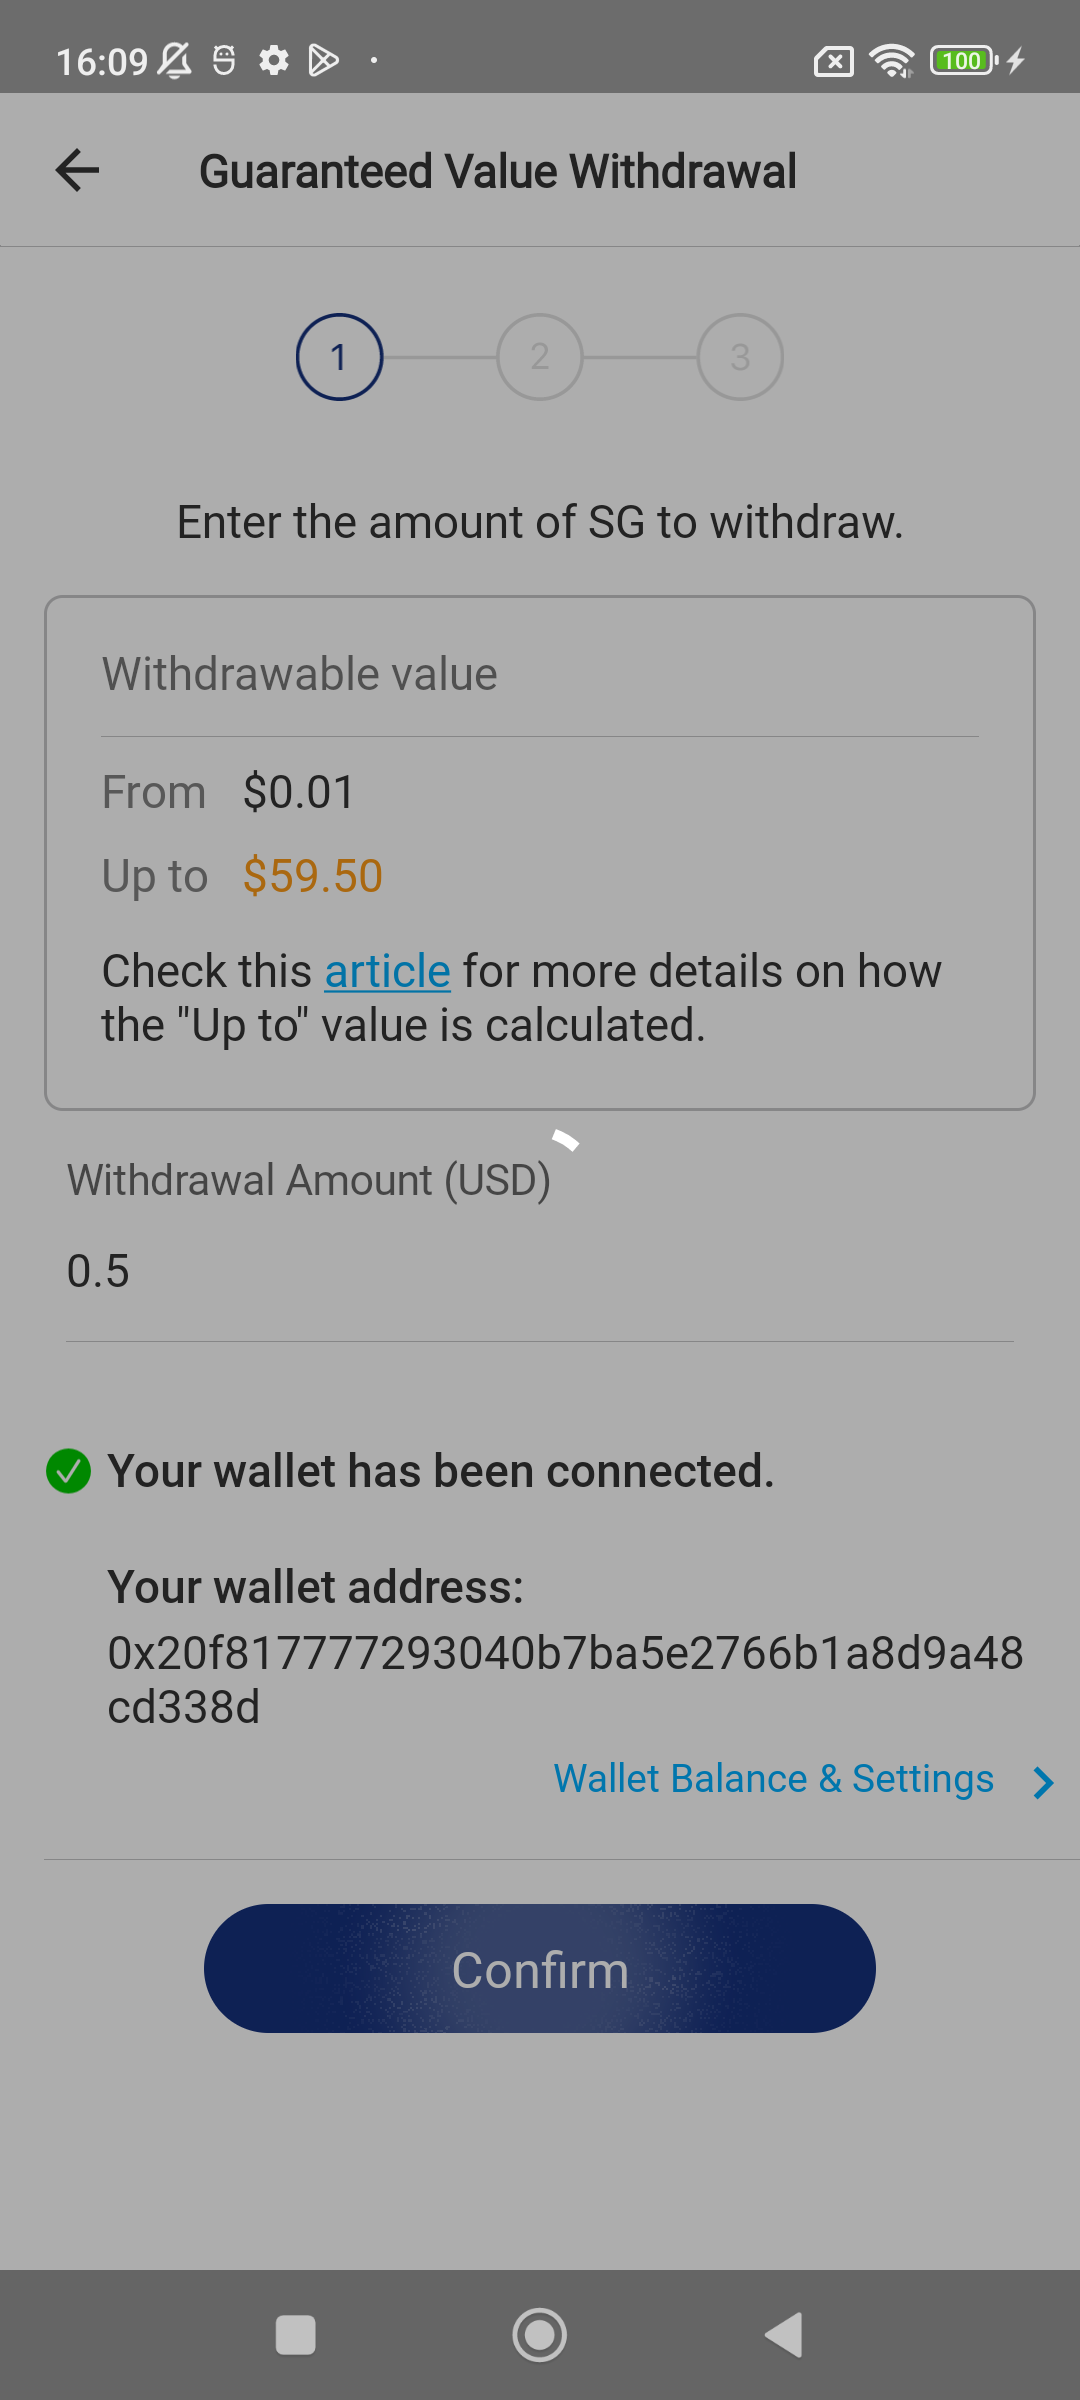 16:09
100
Guaranteed Value Withdrawal
1
2
3
Enter the amount of SG to withdraw.
Withdrawable value
From $0.01
Up to $59.50
Check this article for more details on how
the "Up to" value is calculated.
Withdrawal Amount (USD)
0.5
Your wallet has been connected.
Your wallet address:
0x20f817777293040b7ba5e2766b1a8d9a48
cd338d
Wallet Balance & Settings
Confirm